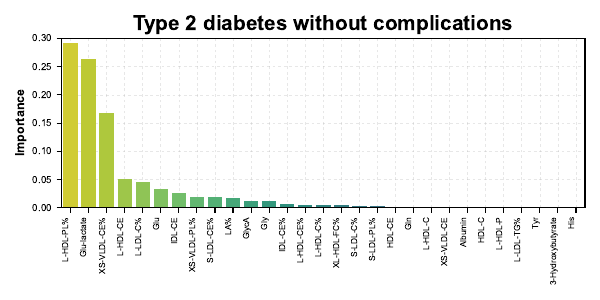 Type 2 diabetes without complications
Importance
0.30
0.25
0.20
0.15
0.10
0.05
0.00
L-HDL-PL%
Glu-lactate
XS-VLDL-CE%
L-HDL-CE
L-LDL-C%
Glu
IDL-CE
XS-VLDL-PL%
S-LDL-CE%
LA%
GlycA
Gly
IDL-CE%
L-HDL-CE%
L-HDL-C%
XL-HDL-FC%
S-LDL-C%
S-LDL-PL%
HDL-CE
Gln
L-HDL-C
XS-VLDL-CE
Albumin
HDL-C
L-HDL-P
L-LDL-TG%
Tyr
3-Hydroxybutyrate
His